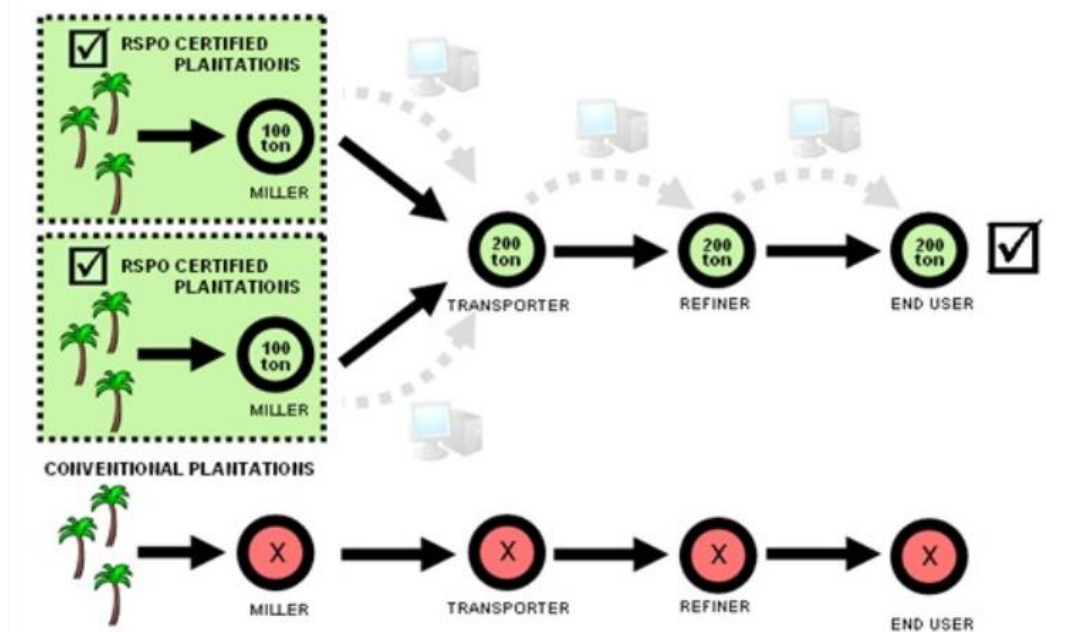 RSPO CERTIFIED
PLANTATIONS
100
ton
MILLER
RSPO CERTIFIED
PLANTATIONS
100
ton
MILLER
200
ton
TRANSPORTER
200
ton
REFINER
200
ton
END USER
CONVENTIONAL PLANTATIONS
X
MILLER
X
TRANSPORTER
X
REFINER
X
END USER